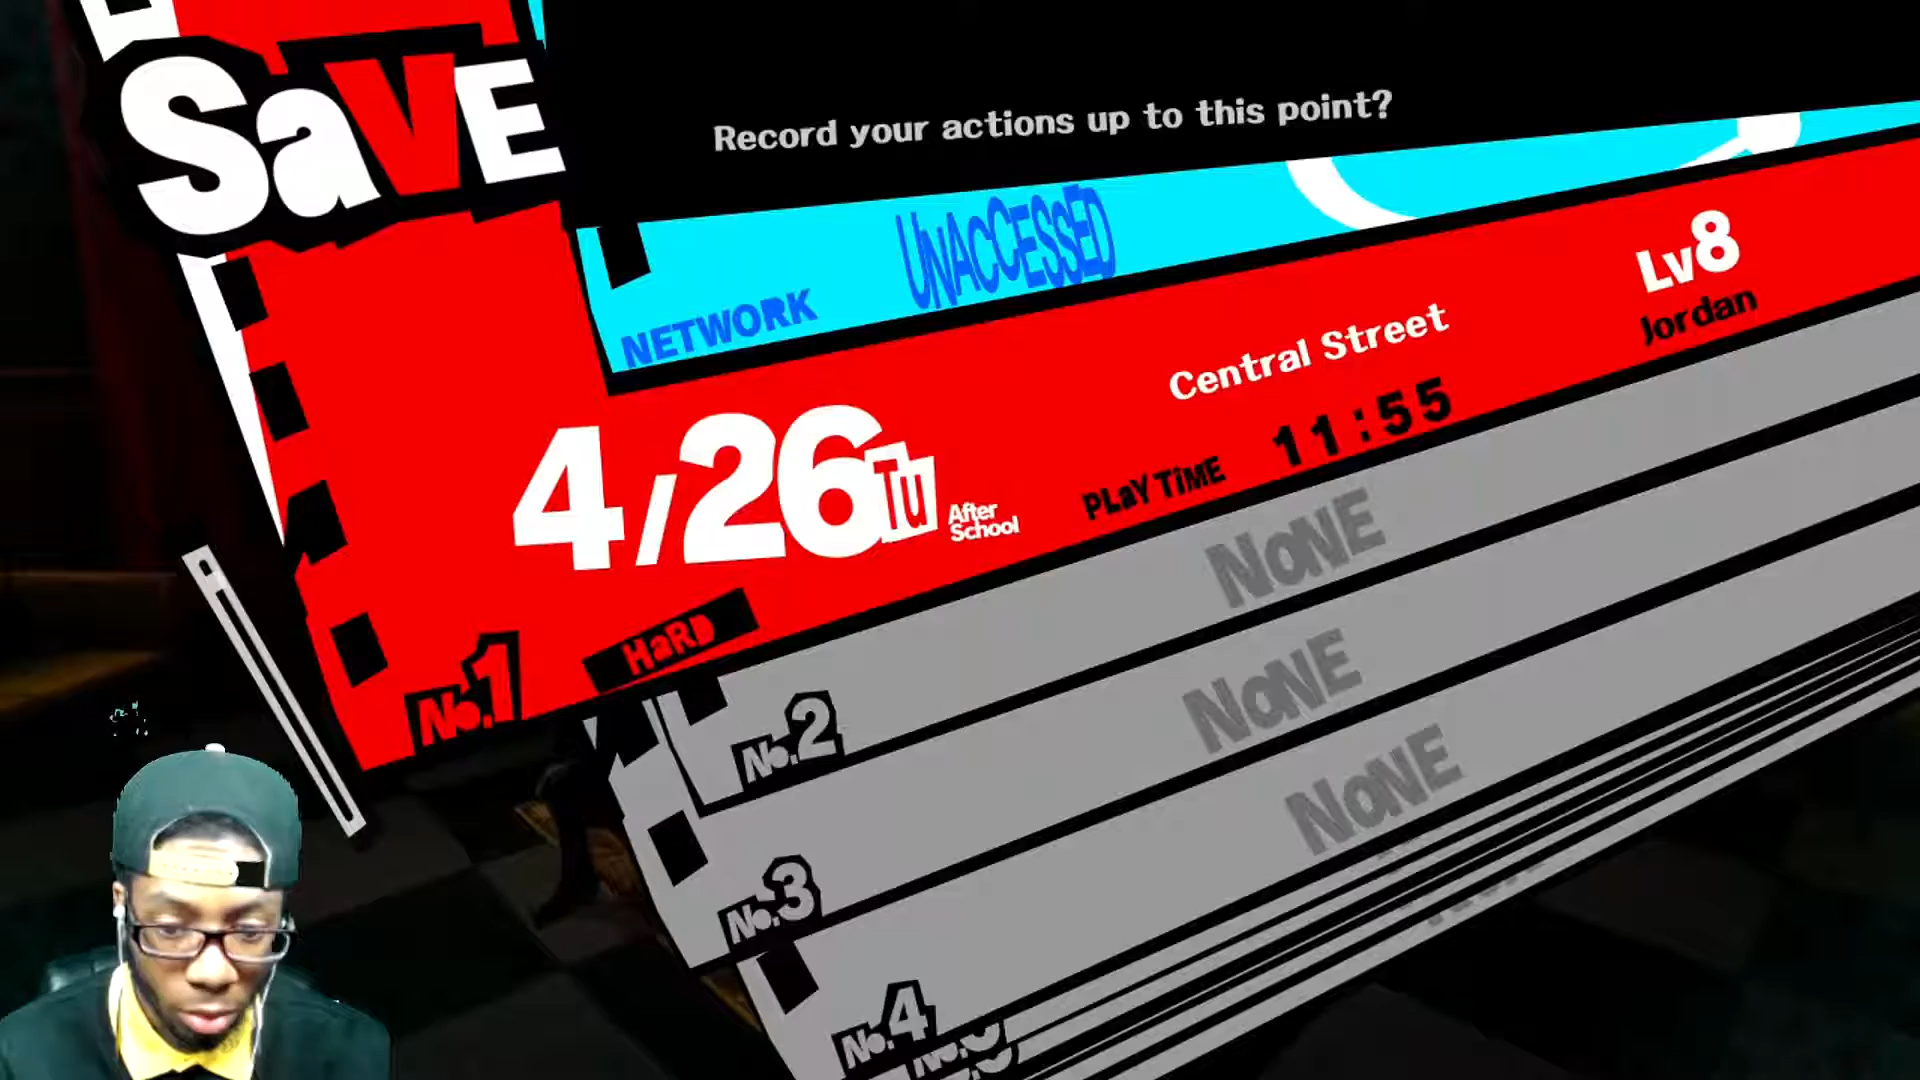 SaVE
Record your actions up to this point?
NETWORK
UNACCESSED
Lv8
Jordan
Central Street
4/26 Tu
After
School
PLaY TiME 11:55
HaRD
No.1
NoNE
No.2
NoNE
No.3
NoNE
No.4